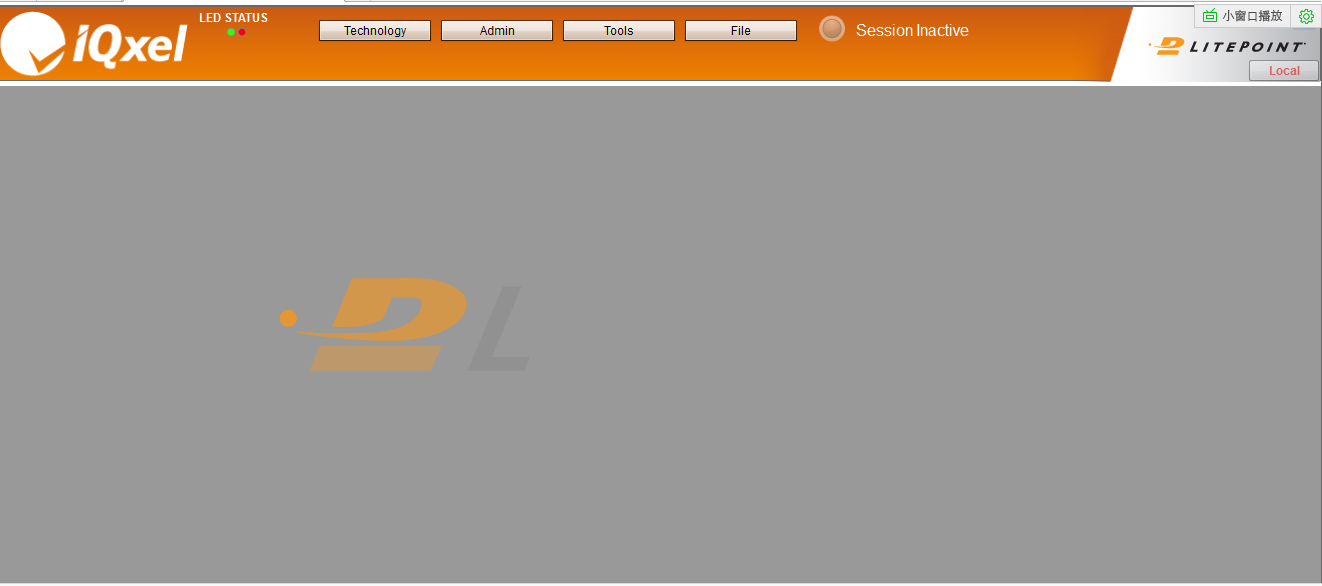 iQxel
LED STATUS
Technology
Admin
Tools
File
Session Inactive
小窗口播放
LITEPOINT
Local
L